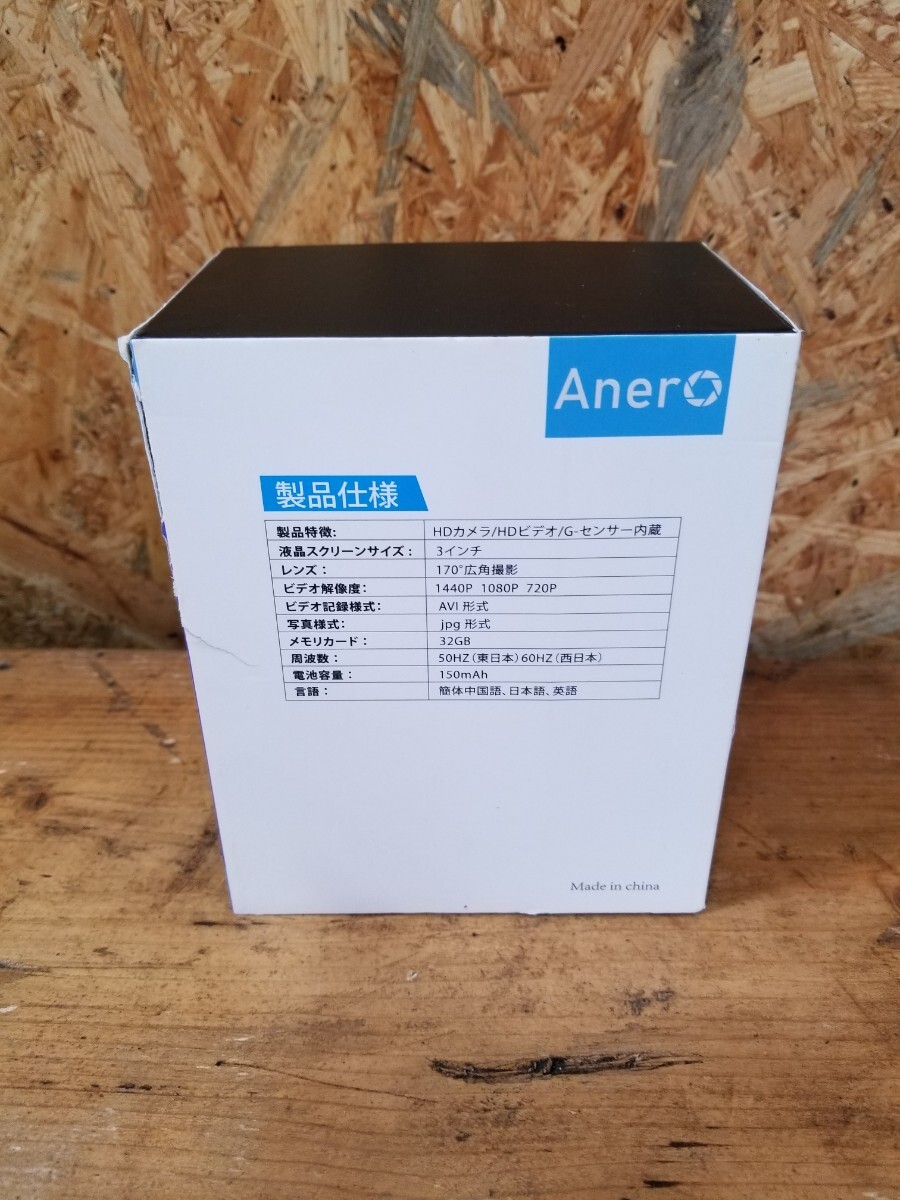 Anero
製品仕様
製品特徴: HDカメラ/HDビデオ/G-センサー内蔵
液晶スクリーンサイズ: 3インチ
レンズ: 170°広角撮影
ビデオ解像度: 1440P 1080P 720P
ビデオ記録様式: AVI 形式
写真様式: jpg 形式
メモリカード: 32GB
周波数: 50HZ(東日本)60HZ(西日本)
電池容量: 150mAh
言語: 簡体中国語、日本語、英語
Made in china